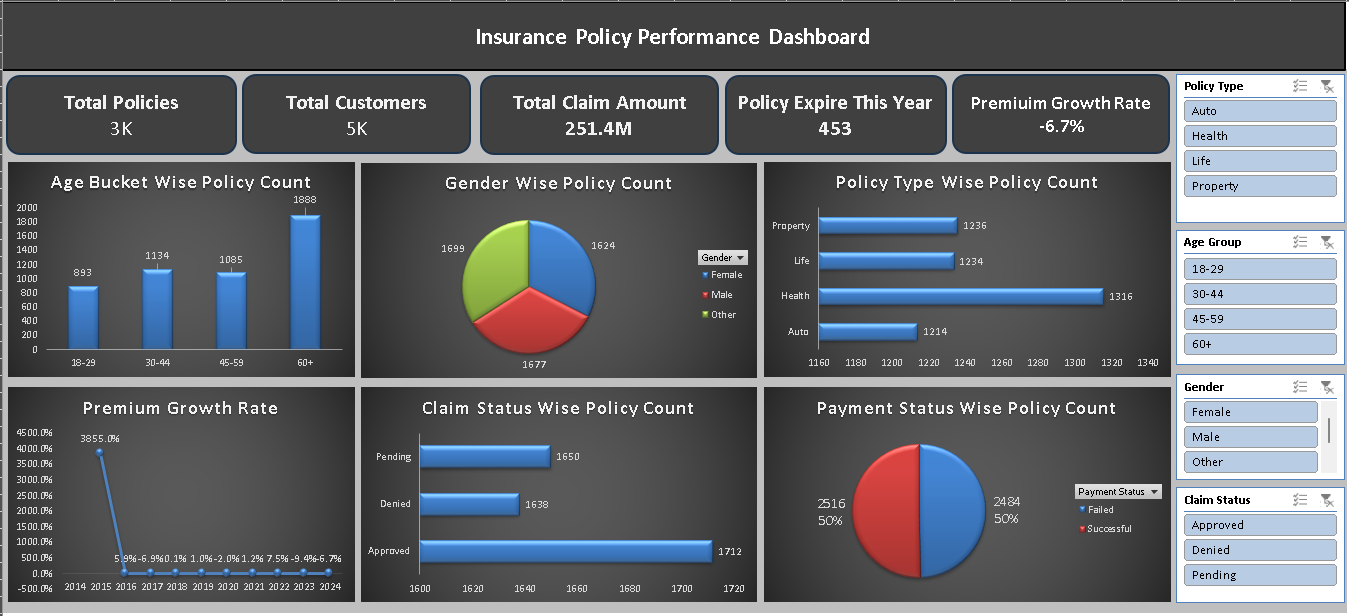 Insurance Policy Performance Dashboard
Total Policies
3K
Total Customers
5K
Total Claim Amount
251.4M
Policy Expire This Year
453
Premiuim Growth Rate
-6.7%
Age Bucket Wise Policy Count
2000
1800
1600
1400
1200
1000
800
600
400
200
0
893
1134
1085
1888
18-29
30-44
45-59
60+
Gender Wise Policy Count
1699
1624
1677
Gender
Female
Male
Other
Policy Type Wise Policy Count
Property
1236
Life
1234
Health
1316
Auto
1214
1160 1180 1200 1220 1240 1260 1280 1300 1320 1340
Premium Growth Rate
4500.0%
4000.0%
3500.0%
3000.0%
2500.0%
2000.0%
1500.0%
1000.0%
500.0%
0.0%
-500.0%
3855.0%
5.9% -6.9% 0.1% 1.0% -2.0% 1.2% 7.5% -9.4% -6.7%
2014 2015 2016 2017 2018 2019 2020 2021 2022 2023 2024
Claim Status Wise Policy Count
Pending
1650
Denied
1638
Approved
1712
1600 1620 1640 1660 1680 1700 1720
Payment Status Wise Policy Count
2516
50%
2484
50%
Payment Status
Failed
Successful
Policy Type
Auto
Health
Life
Property
Age Group
18-29
30-44
45-59
60+
Gender
Female
Male
Other
Claim Status
Approved
Denied
Pending